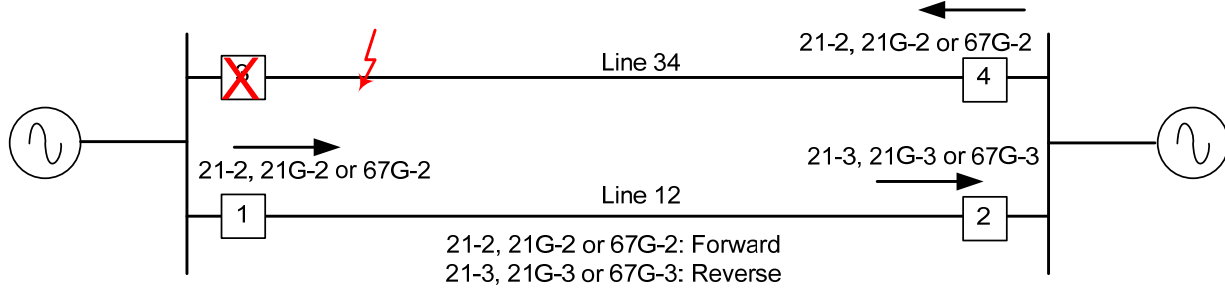 21-2, 21G-2 or 67G-2
Line 34
3
4
21-2, 21G-2 or 67G-2
21-3, 21G-3 or 67G-3
1
Line 12
2
21-2, 21G-2 or 67G-2: Forward
21-3, 21G-3 or 67G-3: Reverse